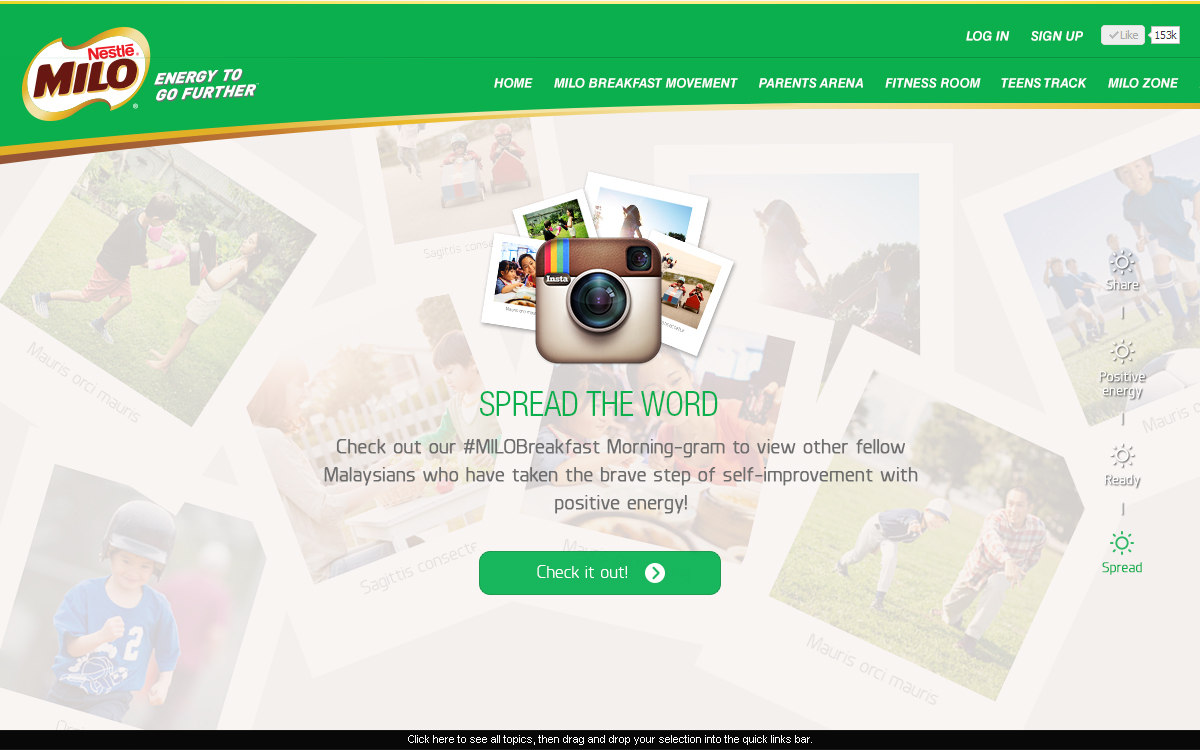 LOG IN
SIGN UP
Like
153k
Nestlé
MILO
ENERGY TO
GO FURTHER
HOME
MILO BREAKFAST MOVEMENT
PARENTS ARENA
FITNESS ROOM
TEENS TRACK
MILO ZONE
Sagittis conse
Insta
Share
Mauris orci mauris
Positive
energy
SPREAD THE WORD
Check out our #MILOBreakfast Morning-gram to view other fellow
Malaysians who have taken the brave step of self-improvement with
positive energy!
Mauris o
Ready
Sagittis consecte
Mau
Check it out!
Spread
Mauris orci mauris
Click here to see all topics, then drag and drop your selection into the quick links bar.